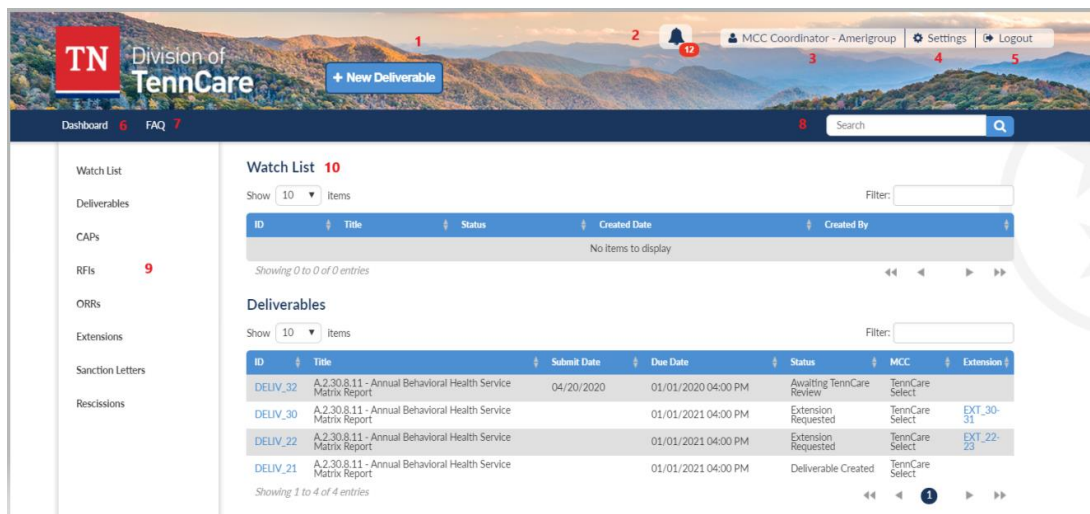 1
2
12
MCC Coordinator - Amerigroup
Settings
Logout
3
4
5
TN
Division of
TennCare
+ New Deliverable
Dashboard 6 FAQ 7
8 Search
Watch List
Deliverables
CAPs
RFIs 9
ORRs
Extensions
Sanction Letters
Rescissions
Watch List 10
Show 10 items Filter:
ID Title Status Created Date Created By
No items to display
Showing 0 to 0 of 0 entries
Deliverables
Show 10 items Filter:
ID Title Submit Date Due Date Status MCC Extension
DELIV_32 A.2.30.8.11 - Annual Behavioral Health Service Matrix Report 04/20/2020 01/01/2020 04:00 PM Awaiting TennCare Review TennCare Select
DELIV_30 A.2.30.8.11 - Annual Behavioral Health Service Matrix Report 01/01/2021 04:00 PM Extension Requested TennCare Select EXT_30-31
DELIV_22 A.2.30.8.11 - Annual Behavioral Health Service Matrix Report 01/01/2021 04:00 PM Extension Requested TennCare Select EXT_22-23
DELIV_21 A.2.30.8.11 - Annual Behavioral Health Service Matrix Report 01/01/2021 04:00 PM Deliverable Created TennCare Select
Showing 1 to 4 of 4 entries 1